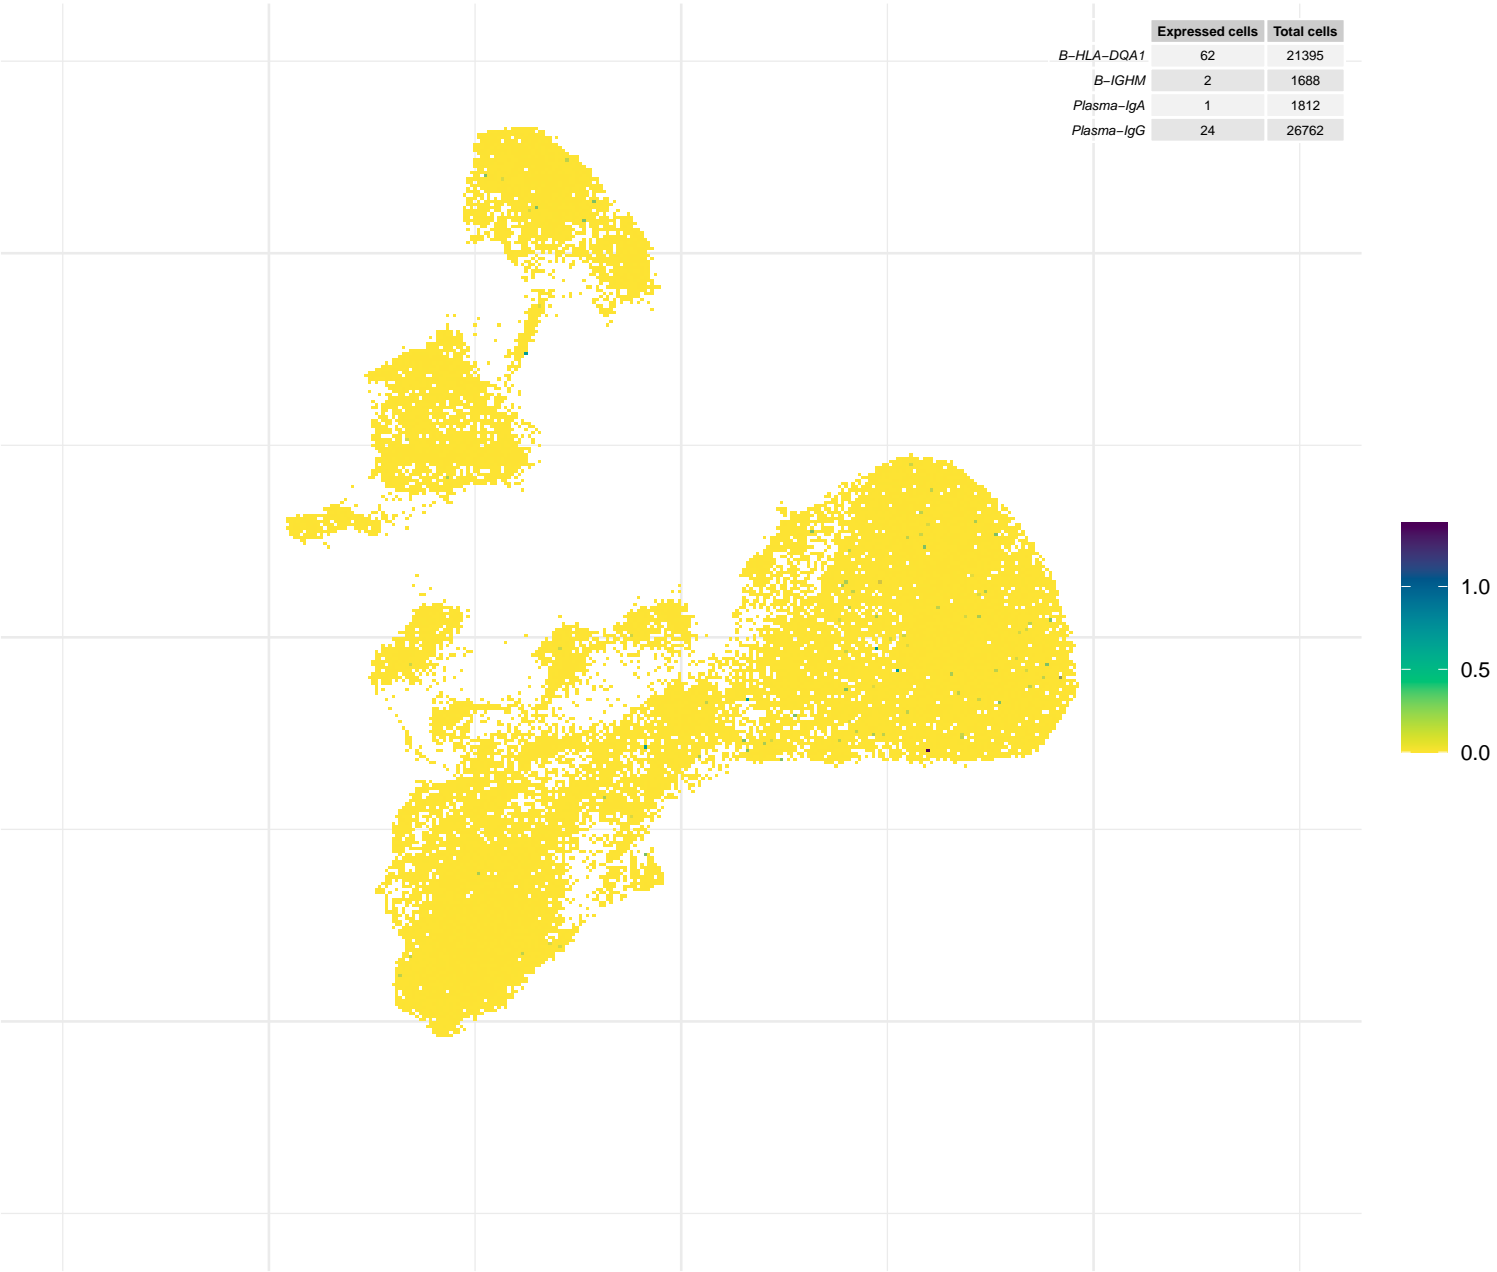 Expressed cells Total cells
B−HLA−DQA1 62 21395
B−IGHM 2 1688
Plasma−IgA 1 1812
Plasma−IgG 24 26762
1.0
0.5
0.0